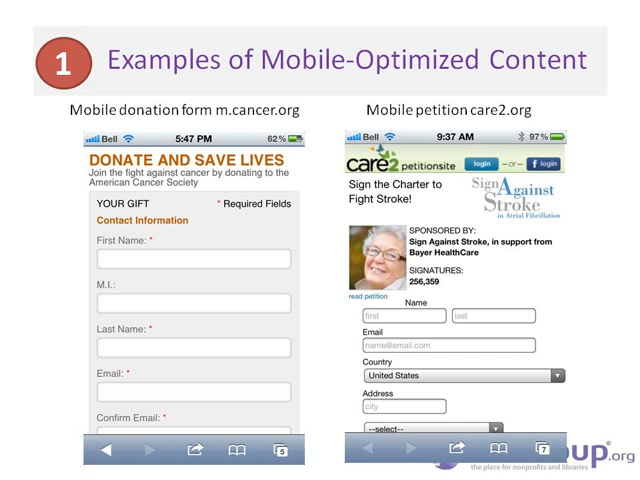 1 Examples of Mobile-Optimized Content
Mobile donation form m.cancer.org
Bell 5:47 PM 62%
DONATE AND SAVE LIVES
Join the fight against cancer by donating to the
American Cancer Society
YOUR GIFT * Required Fields
Contact Information
First Name: *
M.I.:
Last Name: *
Email: *
Confirm Email: *
5
Mobile petition care2.org
Bell 9:37 AM 97%
care2 petitionsite login —or— f login
Sign the Charter to
Fight Stroke!
Sign Against
Stroke
in Atrial Fibrillation
SPONSORED BY:
Sign Against Stroke, in support from
Bayer HealthCare
SIGNATURES:
256,359
read petition
Name
first last
Email
name@email.com
Country
United States
Address
city
--select--
7
oup.org
the place for nonprofits and libraries